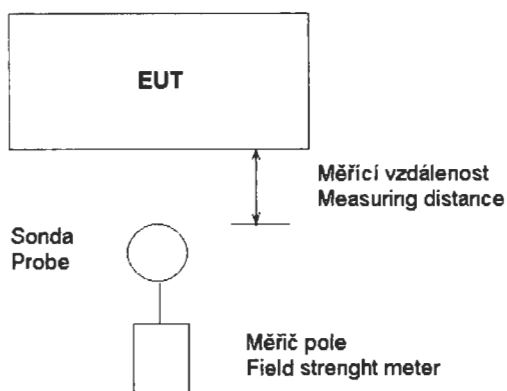 EUT
Měřící vzdálenost
Measuring distance
Sonda
Probe
Měřič pole
Field strenght meter